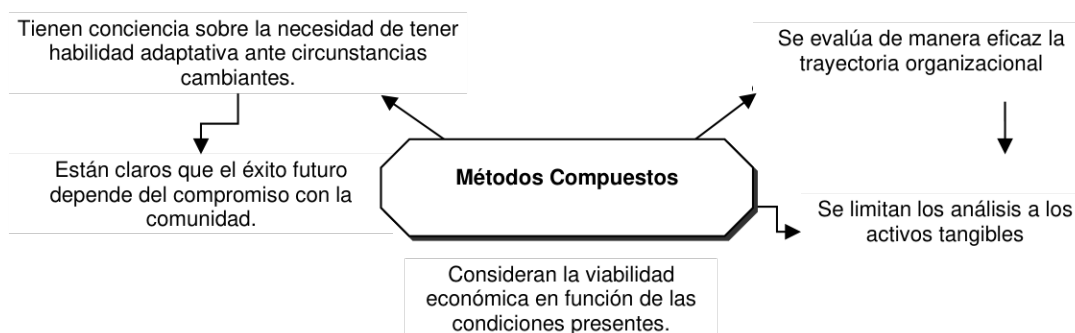 Tienen conciencia sobre la necesidad de tener
habilidad adaptativa ante circunstancias
cambiantes.
Se evalúa de manera eficaz la
trayectoria organizacional
Están claros que el éxito futuro
depende del compromiso con la
comunidad.
Métodos Compuestos
Se limitan los análisis a los
activos tangibles
Consideran la viabilidad
económica en función de las
condiciones presentes.